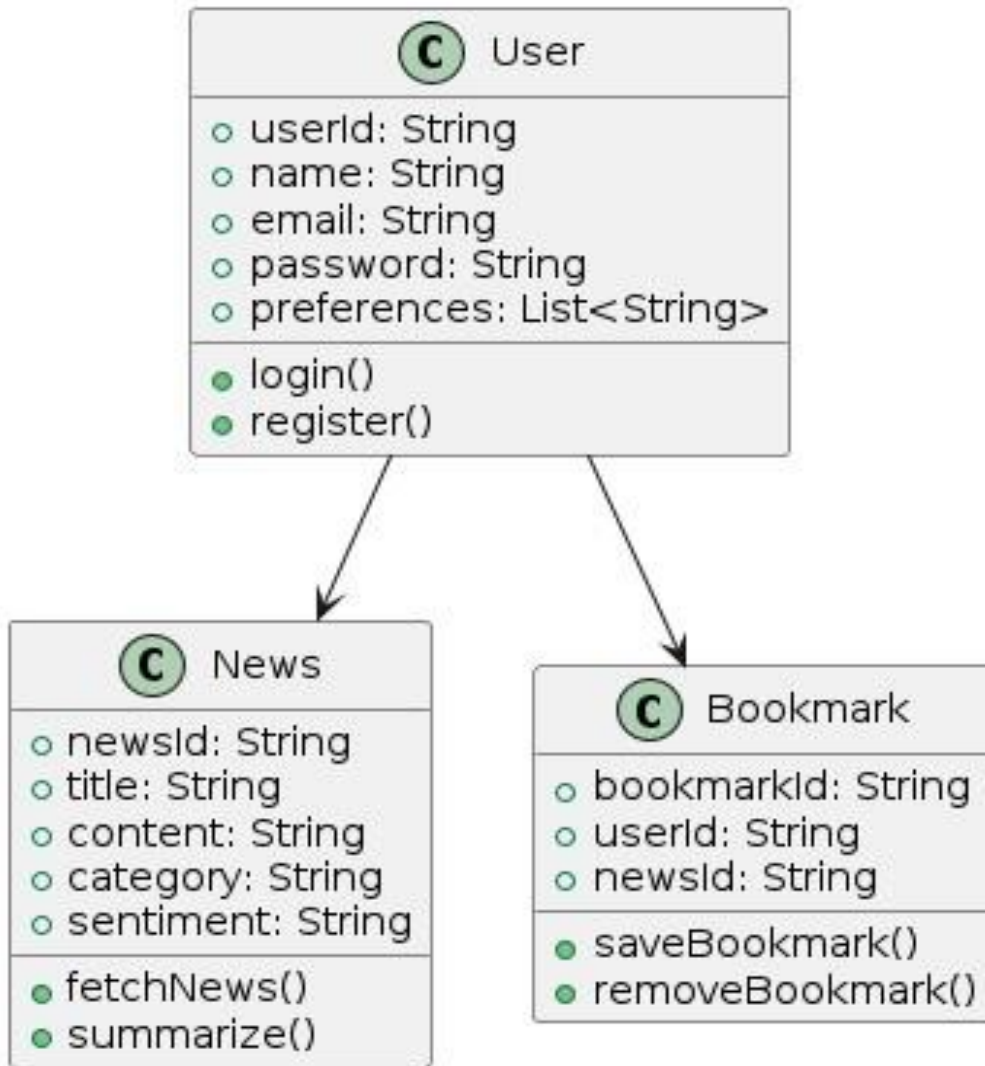 C User
userId: String
name: String
email: String
password: String
preferences: List<String>
login()
register()
C News
newsId: String
title: String
content: String
category: String
sentiment: String
fetchNews()
summarize()
C Bookmark
bookmarkId: String
userId: String
newsId: String
saveBookmark()
removeBookmark()